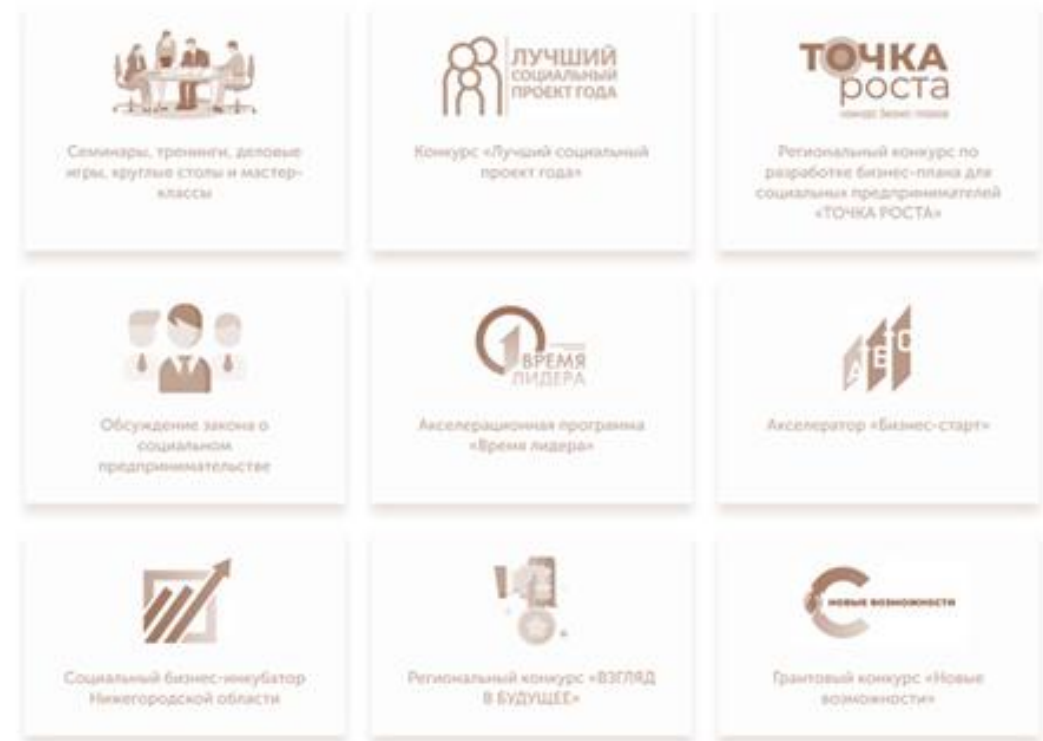 ЛУЧШИЙ
СОЦИАЛЬНЫЙ
ПРОЕКТ ГОДА
ТОЧКА
роста
конкурс бизнес-планов
Семинары, тренинги, деловые
игры, круглые столы и мастер-
классы
Конкурс «Лучший социальный
проект года»
Региональный конкурс по
разработке бизнес-плана для
социальных предпринимателей
«ТОЧКА РОСТА»
ВРЕМЯ
ЛИДЕРА
A B C
Обсуждение закона о
социальном
предпринимательстве
Акселерационная программа
«Время лидера»
Акселератор «Бизнес-старт»
НОВЫЕ ВОЗМОЖНОСТИ
Социальный бизнес-инкубатор
Нижегородской области
Региональный конкурс «ВЗГЛЯД
В БУДУЩЕЕ»
Грантовый конкурс «Новые
возможности»